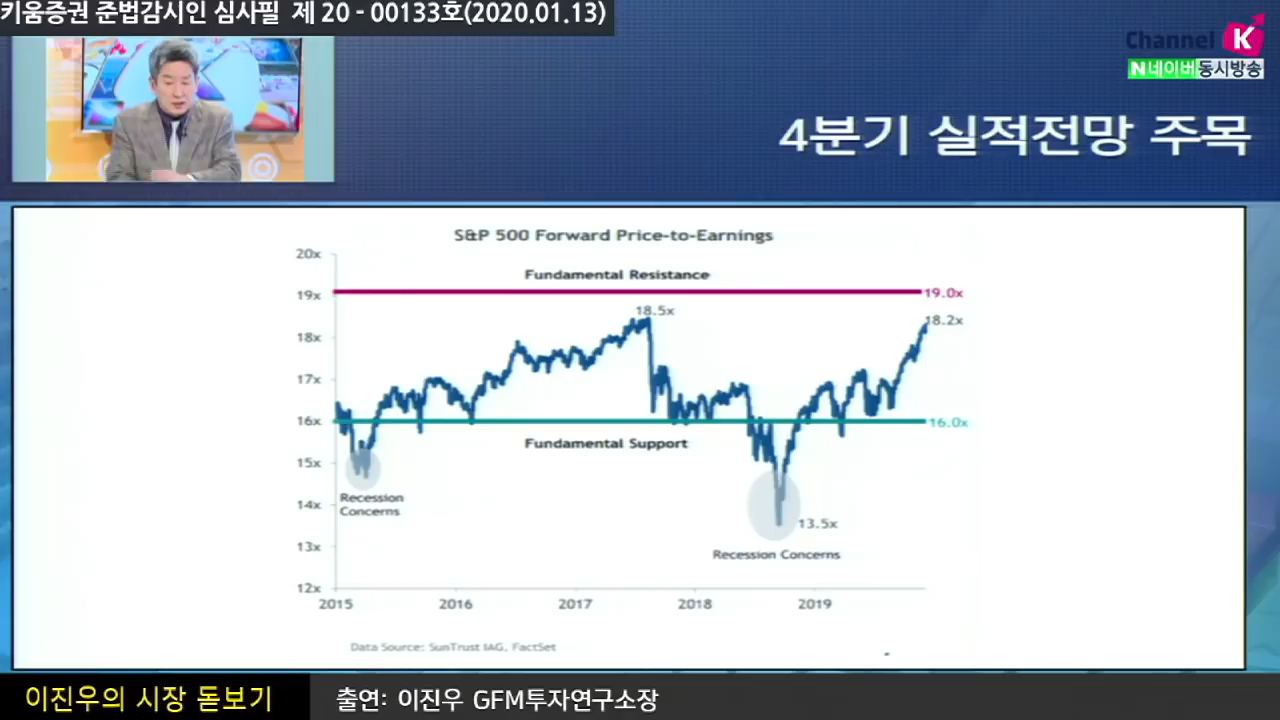 키움증권 준법감시인 심사필 제 20 - 00133호(2020.01.13)
Channel K
N네이버동시방송
4분기 실적전망 주목
S&P 500 Forward Price-to-Earnings
20x
Fundamental Resistance
19x
19.0x
18.5x
18.2x
18x
17x
16x
16.0x
Fundamental Support
15x
Recession
Concerns
14x
13.5x
13x
Recession Concerns
12x
2015 2016 2017 2018 2019
Data Source: SunTrust IAG, FactSet
이진우의 시장 돋보기
출연: 이진우 GFM투자연구소장